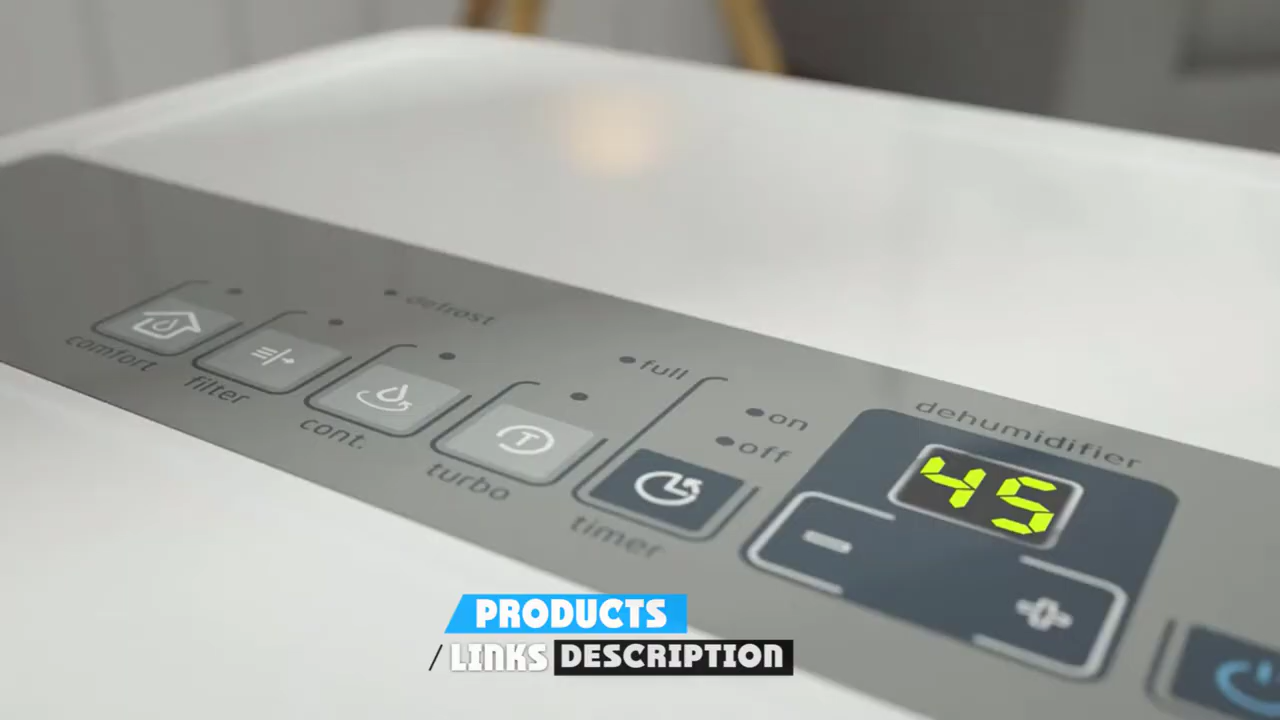 comfort
filter
cont.
turbo
timer
defrost
full
on
off
dehumidifier
45
T
PRODUCTS
/LINKS DESCRIPTION